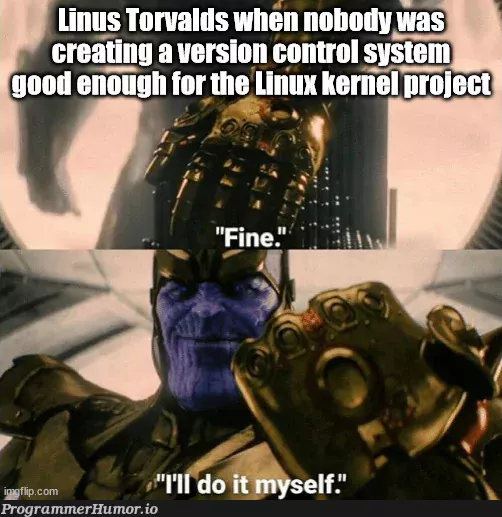 Linus Torvalds when nobody was
creating a version control system
good enough for the Linux kernel project
"Fine."
"I'll do it myself."
imgflip.com
ProgrammerHumor.io